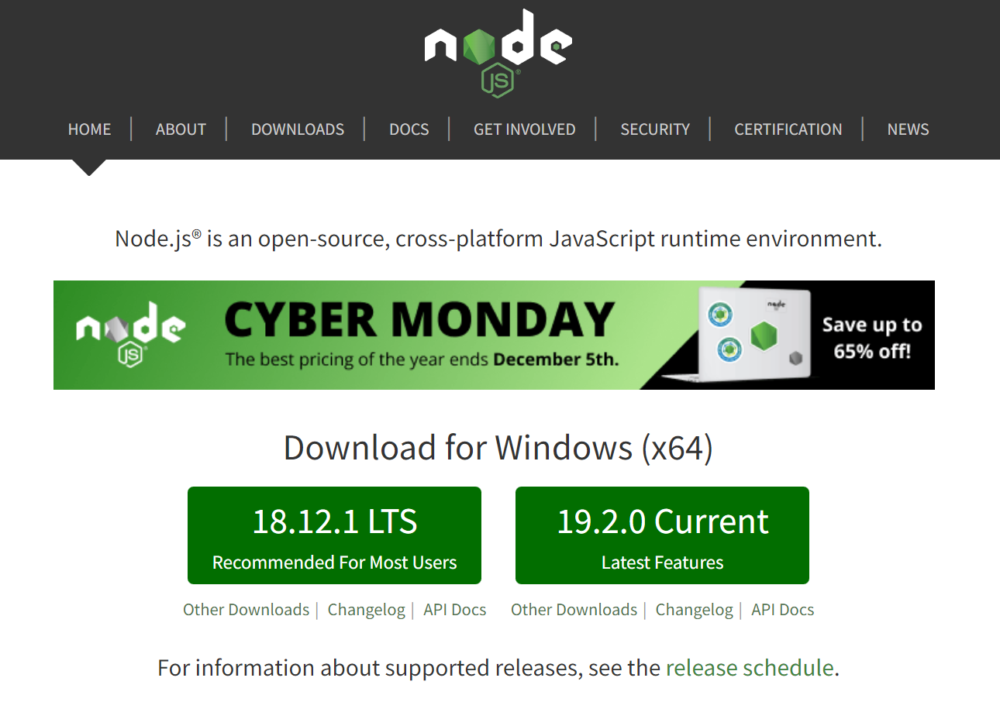 node
JS®
HOME | ABOUT | DOWNLOADS | DOCS | GET INVOLVED | SECURITY | CERTIFICATION | NEWS
Node.js® is an open-source, cross-platform JavaScript runtime environment.
node
JS
CYBER MONDAY
The best pricing of the year ends December 5th.
node
Save up to
65% off!
Download for Windows (x64)
18.12.1 LTS
Recommended For Most Users
19.2.0 Current
Latest Features
Other Downloads | Changelog | API Docs
Other Downloads | Changelog | API Docs
For information about supported releases, see the release schedule.